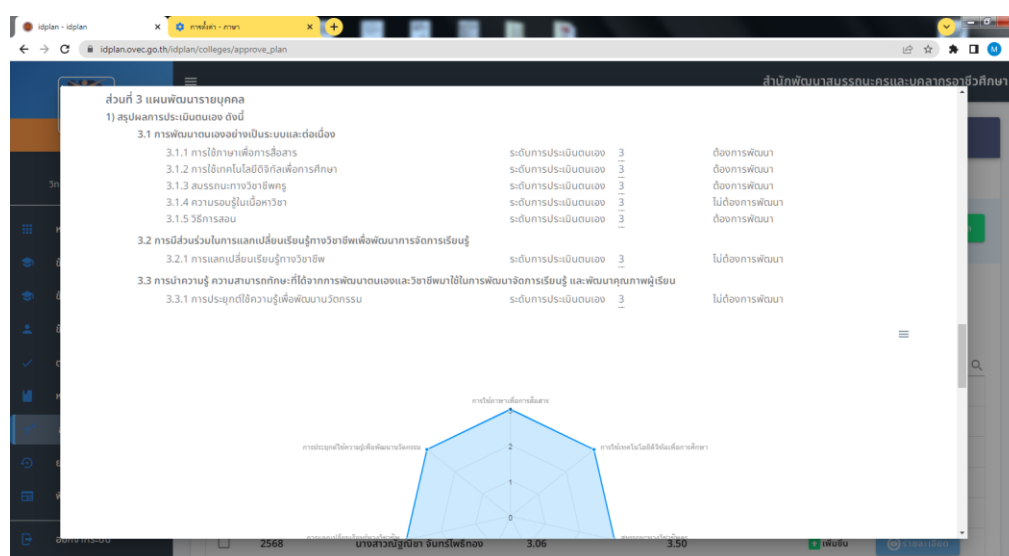 idplan - idplan
การตั้งค่า - ภาษา
idplan.ovec.go.th/idplan/colleges/approve_plan
M
สำนักพัฒนาสมรรถนะครูและบุคลากรอาชีวศึกษา
ส่วนที่ 3 แผนพัฒนารายบุคคล
1) สรุปผลการประเมินตนเอง ดังนี้
3.1 การพัฒนาตนเองอย่างเป็นระบบและต่อเนื่อง
3.1.1 การใช้ภาษาเพื่อการสื่อสาร ระดับการประเมินตนเอง 3 ต้องการพัฒนา
3.1.2 การใช้เทคโนโลยีดิจิทัลเพื่อการศึกษา ระดับการประเมินตนเอง 3 ต้องการพัฒนา
3.1.3 สมรรถนะทางวิชาชีพครู ระดับการประเมินตนเอง 3 ต้องการพัฒนา
3.1.4 ความรอบรู้ในเนื้อหาวิชา ระดับการประเมินตนเอง 3 ไม่ต้องการพัฒนา
3.1.5 วิธีการสอน ระดับการประเมินตนเอง 3 ต้องการพัฒนา
3.2 การมีส่วนร่วมในการแลกเปลี่ยนเรียนรู้ทางวิชาชีพเพื่อพัฒนาการจัดการเรียนรู้
3.2.1 การแลกเปลี่ยนเรียนรู้ทางวิชาชีพ ระดับการประเมินตนเอง 3 ไม่ต้องการพัฒนา
3.3 การนำความรู้ ความสามารถทักษะที่ได้จากการพัฒนาตนเองและวิชาชีพมาใช้ในการพัฒนาจัดการเรียนรู้ และพัฒนาคุณภาพผู้เรียน
3.3.1 การประยุกต์ใช้ความรู้เพื่อพัฒนานวัตกรรม ระดับการประเมินตนเอง 3 ไม่ต้องการพัฒนา
การใช้ภาษาเพื่อการสื่อสาร
3
การประยุกต์ใช้ความรู้เพื่อพัฒนานวัตกรรม 2 การใช้เทคโนโลยีดิจิทัลเพื่อการศึกษา
1
0
ออกจากระบบ
2568 3.06 3.50 เพิ่มขึ้น รายละเอียด